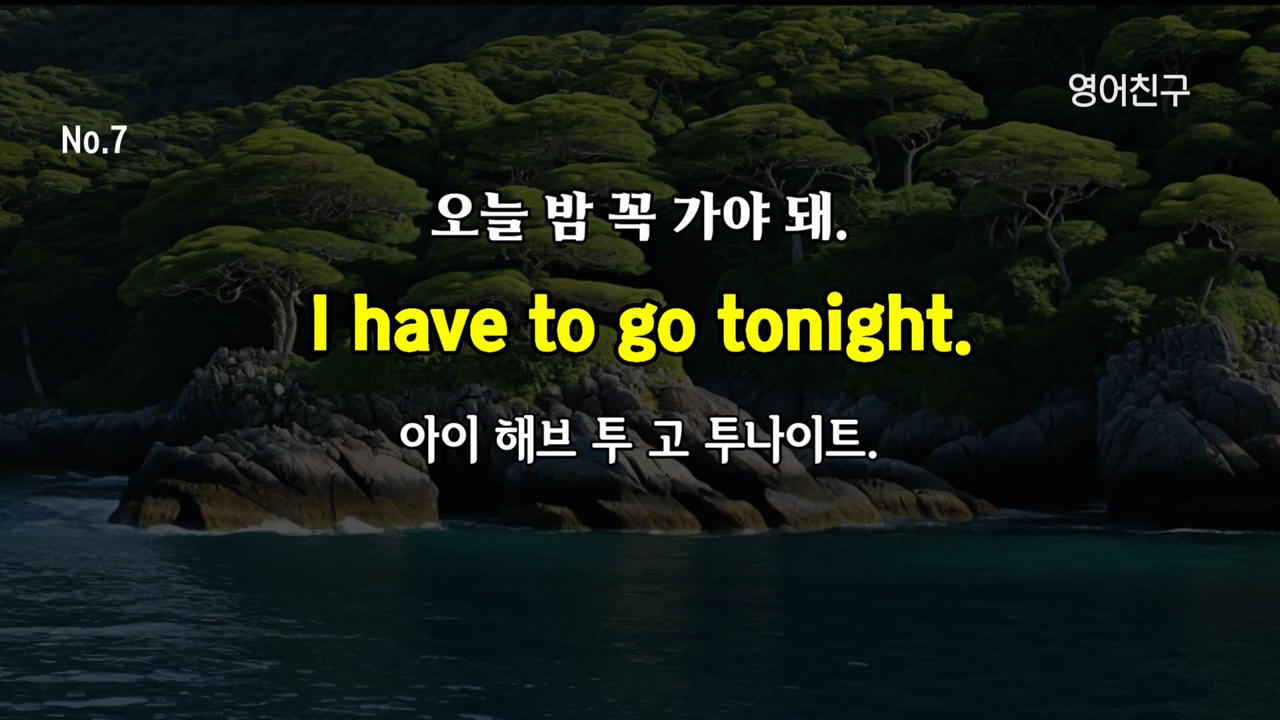 영어친구
No.7
오늘 밤 꼭 가야 돼.
I have to go tonight.
아이 해브 투 고 투나이트.